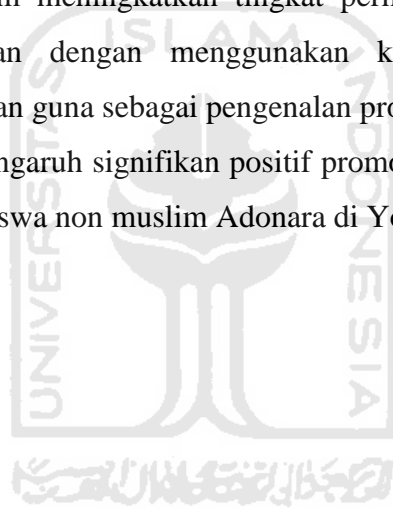 meningkatkan tingkat
an dengan menggunakan k
an guna sebagai pengenalan pro
ngaruh signifikan positif promo
swa non muslim Adonara di Yo
ISLAM
UNIVERSITAS
INDONESIA